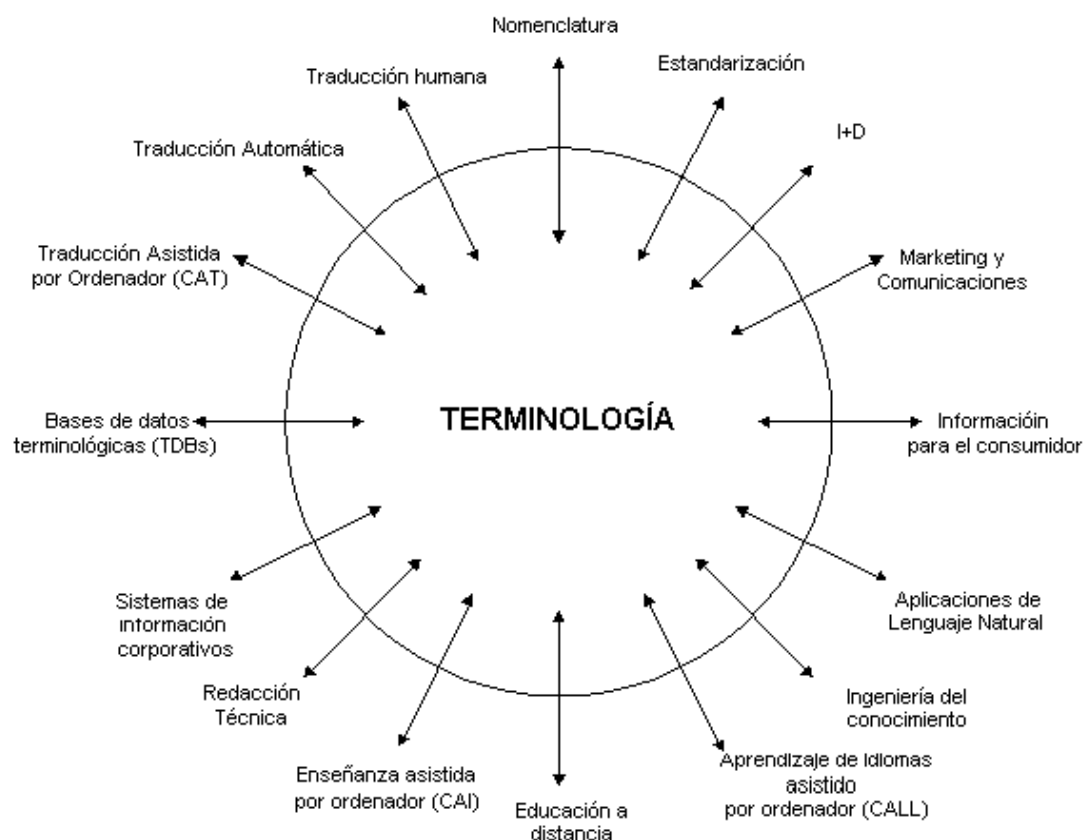 Nomenclatura
Estandarización
Traducción humana
I+D
Traducción Automática
Marketing y
Comunicaciones
Traducción Asistida
por Ordenador (CAT)
TERMINOLOGÍA
Bases de datos
terminológicas (TDBs)
Informacióin
para el consumidor
Sistemas de
información
corporativos
Aplicaciones de
Lenguaje Natural
Redacción
Técnica
Ingeniería del
conocimiento
Enseñanza asistida
por ordenador (CAI)
Aprendizaje de Idiomas
asistido
por ordenador (CALL)
Educación a
distancia